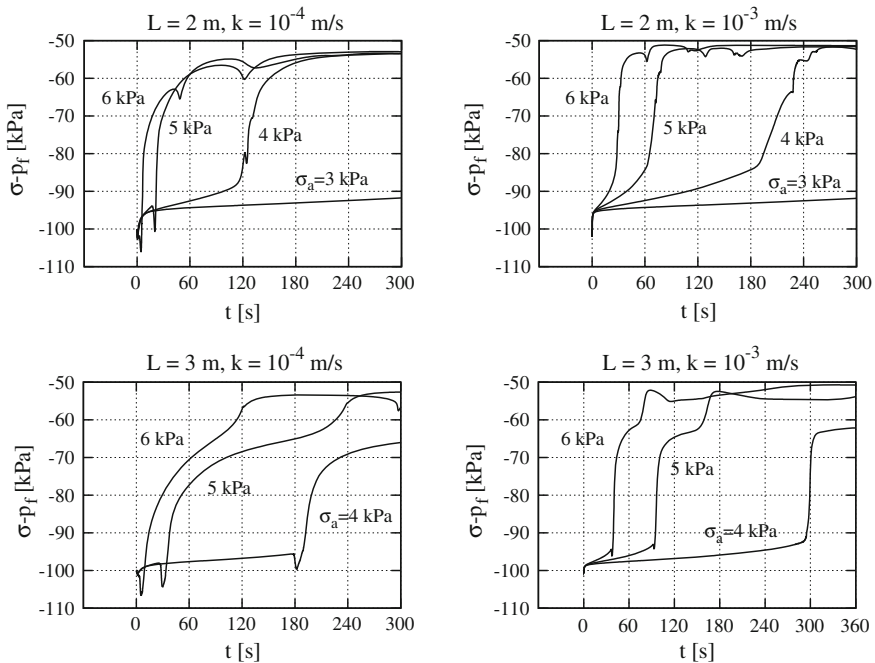 L = 2 m, k = 10⁻⁴ m/s
-50
-60
-70
-80
-90
-100
-110
σ-p_f [kPa]
6 kPa
5 kPa
4 kPa
σ_a=3 kPa
0 60 120 180 240 300
t [s]
L = 2 m, k = 10⁻³ m/s
-50
-60
-70
-80
-90
-100
-110
σ-p_f [kPa]
6 kPa
5 kPa
4 kPa
σ_a=3 kPa
0 60 120 180 240 300
t [s]
L = 3 m, k = 10⁻⁴ m/s
-50
-60
-70
-80
-90
-100
-110
σ-p_f [kPa]
6 kPa
5 kPa
σ_a=4 kPa
0 60 120 180 240 300
t [s]
L = 3 m, k = 10⁻³ m/s
-50
-60
-70
-80
-90
-100
-110
σ-p_f [kPa]
6 kPa
5 kPa
σ_a=4 kPa
0 60 120 180 240 300 360
t [s]